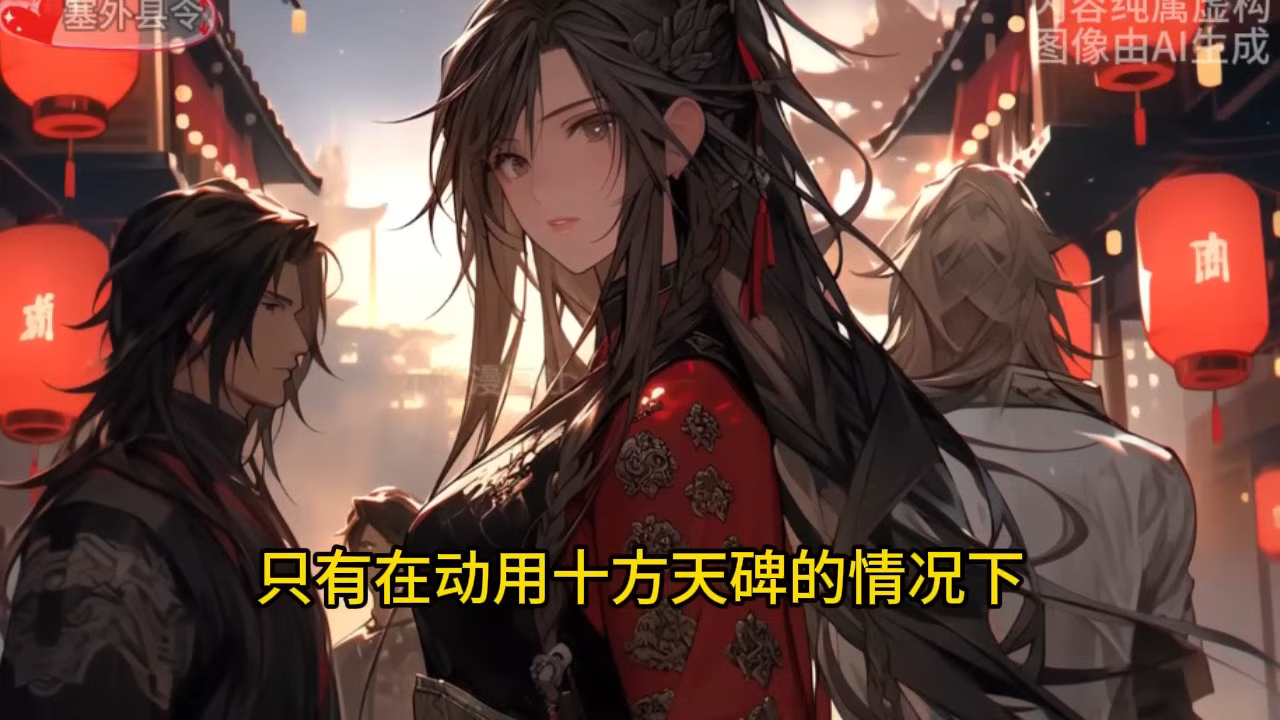 塞外县令
内容纯属虚构
图像由AI生成
只有在动用十方天碑的情况下